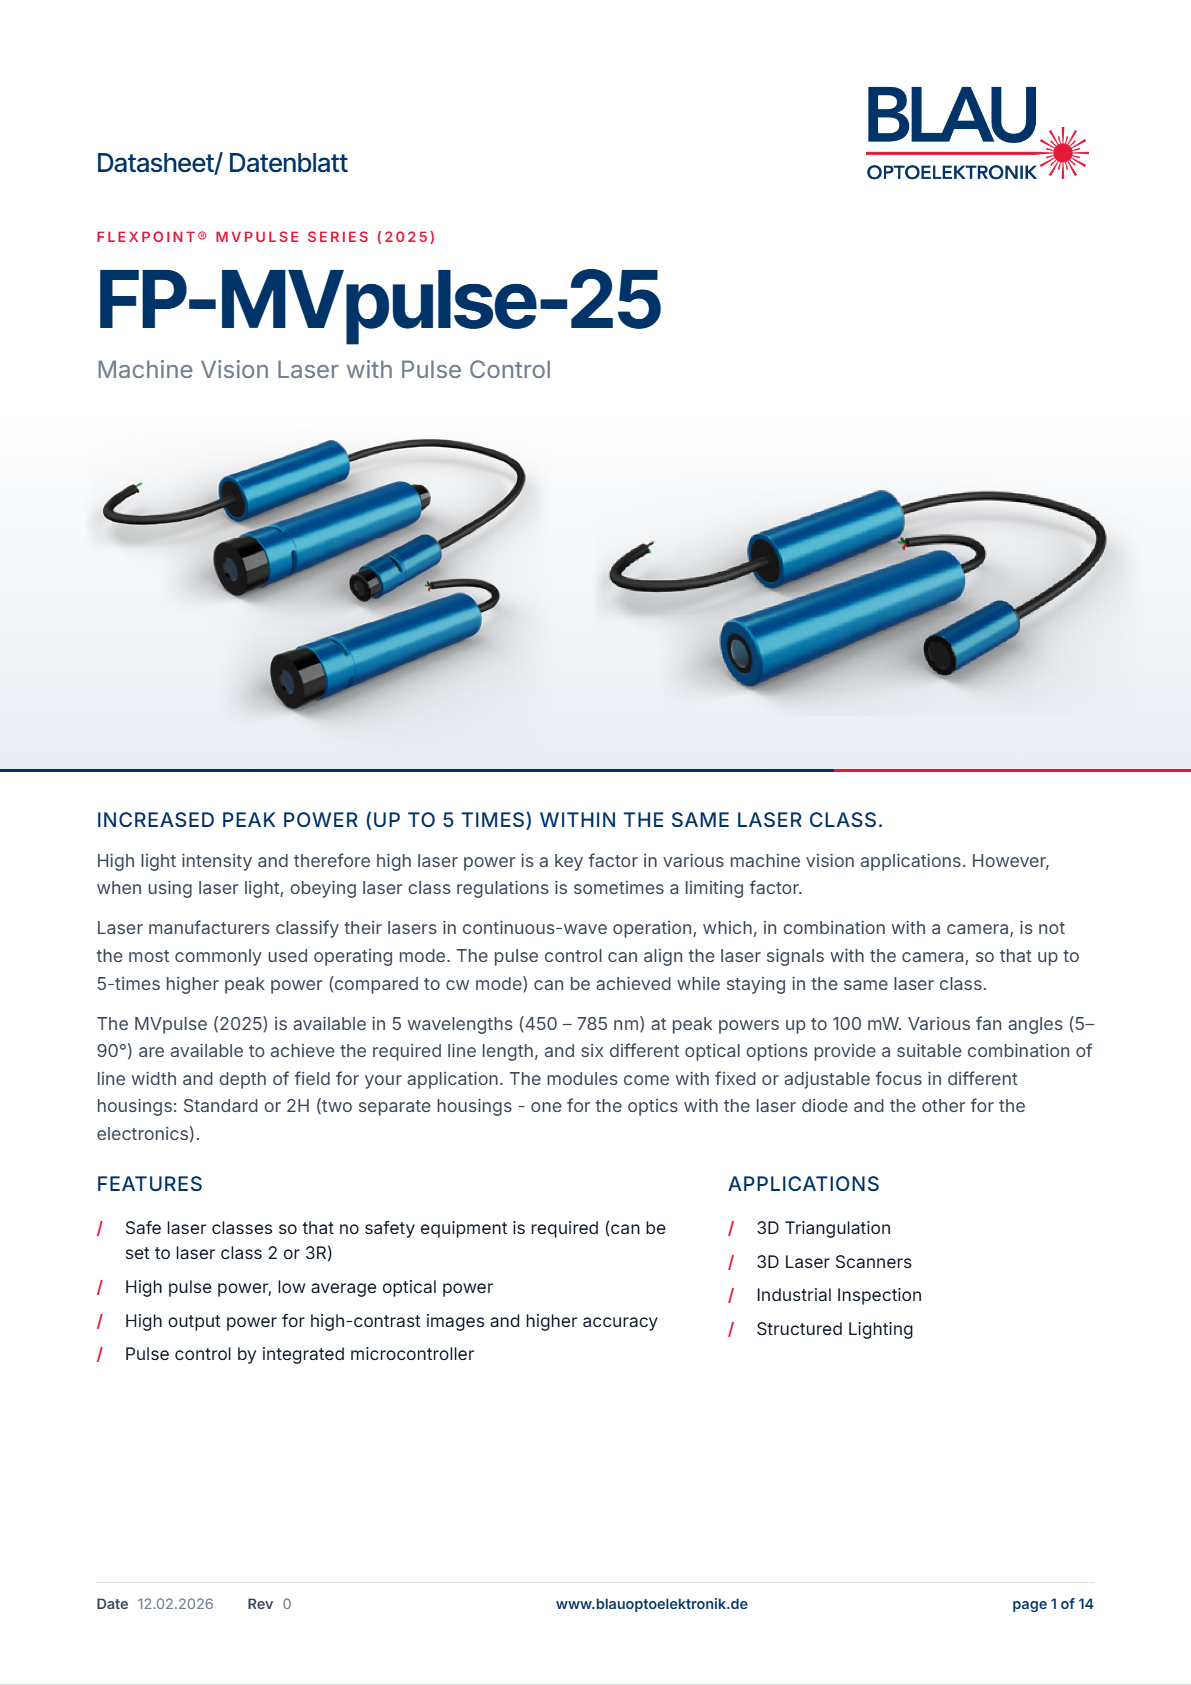 BLAU
OPTOELEKTRONIK
Datasheet/ Datenblatt
FLEXPOINT® MVPULSE SERIES (2025)
FP-MVpulse-25
Machine Vision Laser with Pulse Control
INCREASED PEAK POWER (UP TO 5 TIMES) WITHIN THE SAME LASER CLASS.
High light intensity and therefore high laser power is a key factor in various machine vision applications. However,
when using laser light, obeying laser class regulations is sometimes a limiting factor.
Laser manufacturers classify their lasers in continuous-wave operation, which, in combination with a camera, is not
the most commonly used operating mode. The pulse control can align the laser signals with the camera, so that up to
5-times higher peak power (compared to cw mode) can be achieved while staying in the same laser class.
The MVpulse (2025) is available in 5 wavelengths (450 – 785 nm) at peak powers up to 100 mW. Various fan angles (5–
90°) are available to achieve the required line length, and six different optical options provide a suitable combination of
line width and depth of field for your application. The modules come with fixed or adjustable focus in different
housings: Standard or 2H (two separate housings - one for the optics with the laser diode and the other for the
electronics).
FEATURES
/ Safe laser classes so that no safety equipment is required (can be
set to laser class 2 or 3R)
/ High pulse power, low average optical power
/ High output power for high-contrast images and higher accuracy
/ Pulse control by integrated microcontroller
APPLICATIONS
/ 3D Triangulation
/ 3D Laser Scanners
/ Industrial Inspection
/ Structured Lighting
Date 12.02.2026 Rev 0 www.blauoptoelektronik.de page 1 of 14